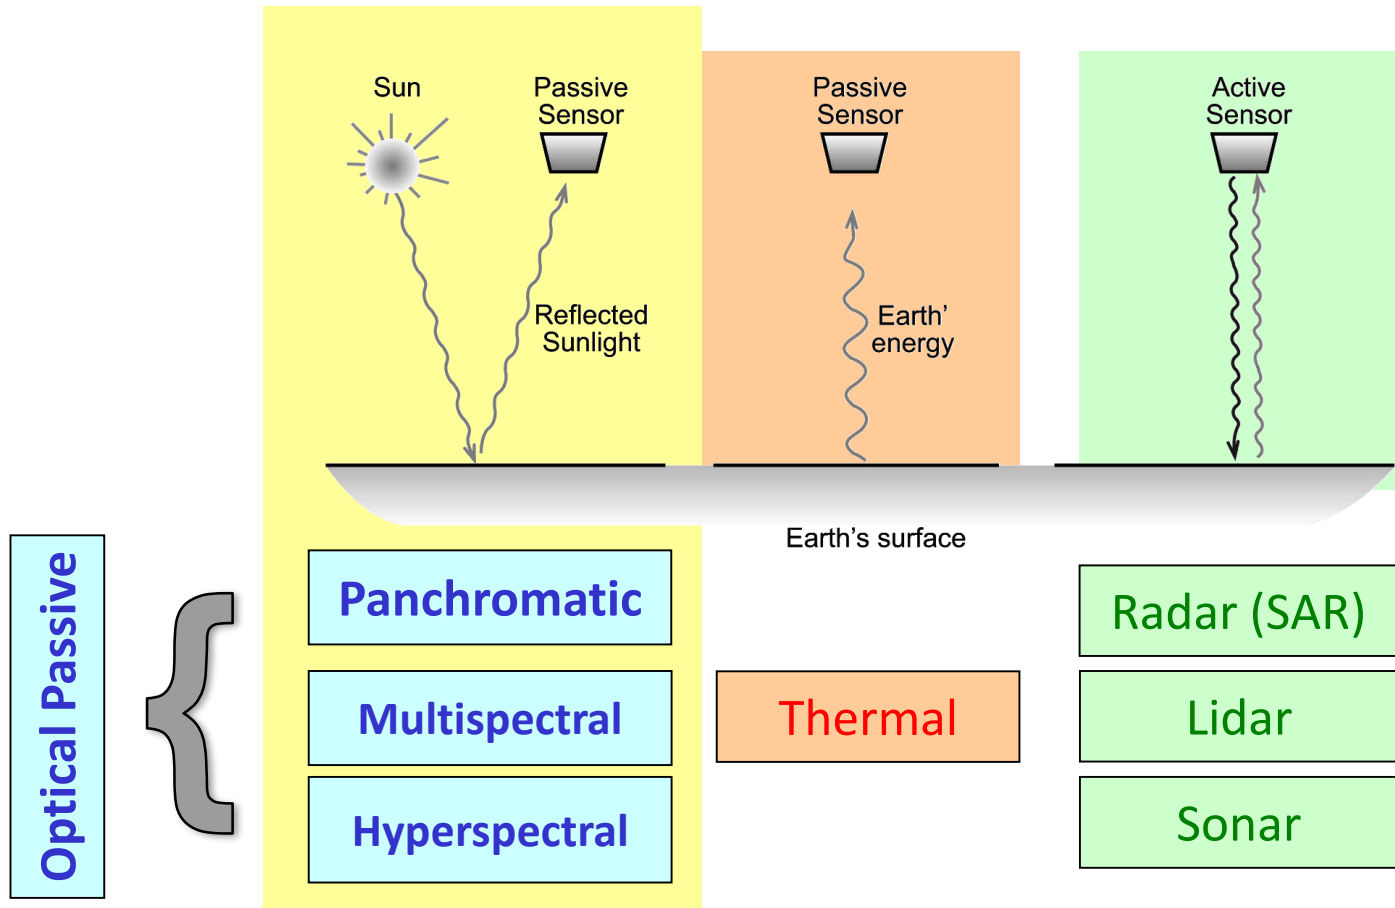 Sun
Passive
Sensor
Reflected
Sunlight
Passive
Sensor
Earth'
energy
Active
Sensor
Earth's surface
Optical Passive
Panchromatic
Multispectral
Hyperspectral
Thermal
Radar (SAR)
Lidar
Sonar